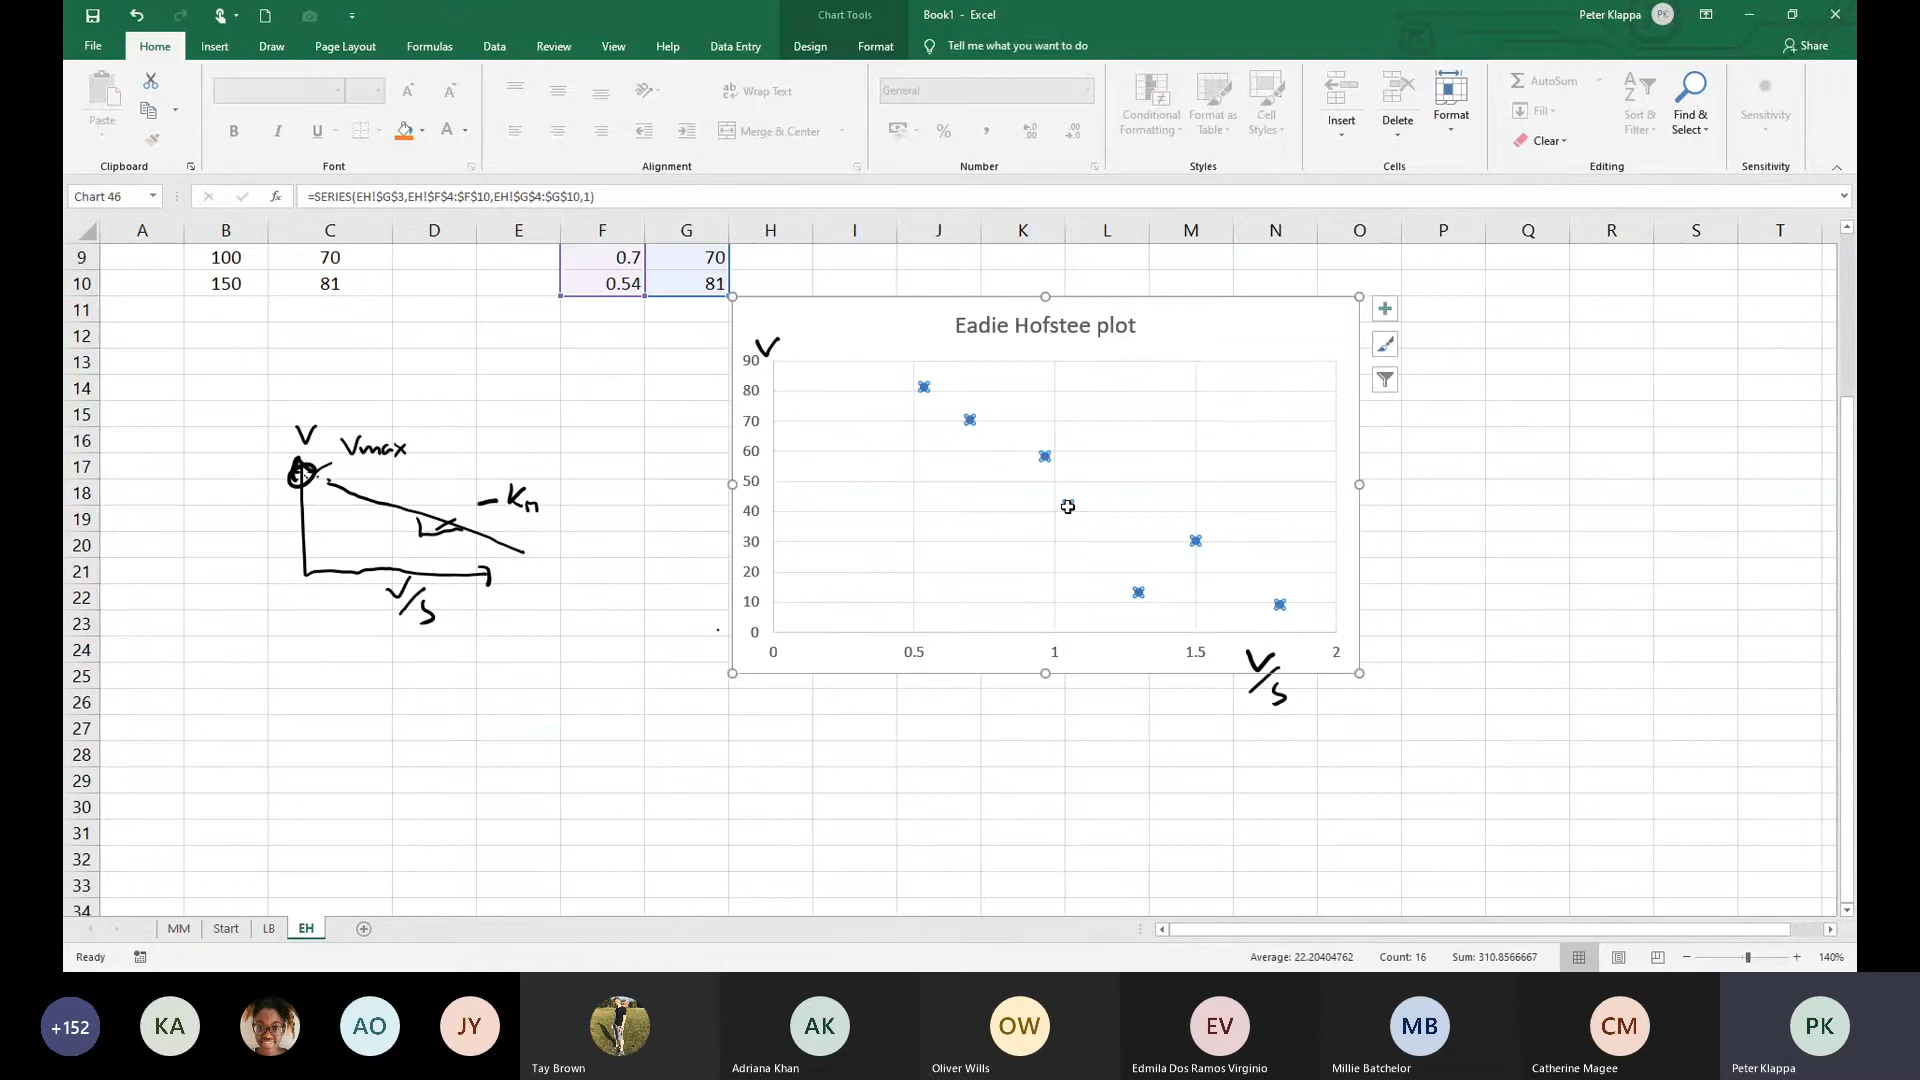 Chart Tools
Book1 - Excel
Peter Klappa PK
File Home Insert Draw Page Layout Formulas Data Review View Help Data Entry Design Format Tell me what you want to do Share
Paste
Wrap Text
General
Conditional Formatting
Format as Table
Cell Styles
Insert
Delete
Format
AutoSum
Fill
Clear
Sort & Filter
Find & Select
Sensitivity
B I U A
Merge & Center
% ,
Clipboard Font Alignment Number Styles Cells Editing Sensitivity
Chart 46 fx =SERIES(EH!$G$3,EH!$F$4:$F$10,EH!$G$4:$G$10,1)
A B C D E F G H I J K L M N O P Q R S T
9 100 70 0.7 70
10 150 81 0.54 81
11
12
13
14
15
16
17
18
19
20
21
22
23
24
25
26
27
28
29
30
31
32
33
34
V
Vmax
- Km
V/S
Eadie Hofstee plot
V
90
80
70
60
50
40
30
20
10
0
0 0.5 1 1.5 2
V/S
MM Start LB EH
Ready
Average: 22.20404762 Count: 16 Sum: 310.8566667
140%
+152 KA AO JY AK OW EV MB CM PK
Tay Brown Adriana Khan Oliver Wills Edmila Dos Ramos Virginio Millie Batchelor Catherine Magee Peter Klappa